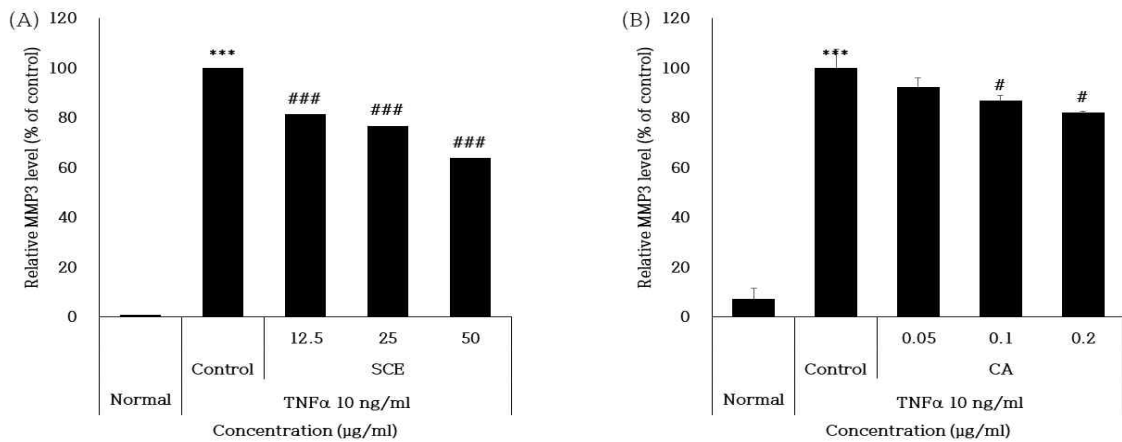 (A)
Relative MMP3 level (% of control)
120
100
80
60
40
20
0
***
###
###
###
12.5 25 50
Control SCE
Normal TNFα 10 ng/ml
Concentration (μg/ml)
(B)
Relative MMP3 level (% of control)
120
100
80
60
40
20
0
***
#
#
0.05 0.1 0.2
Control CA
Normal TNFα 10 ng/ml
Concentration (μg/ml)